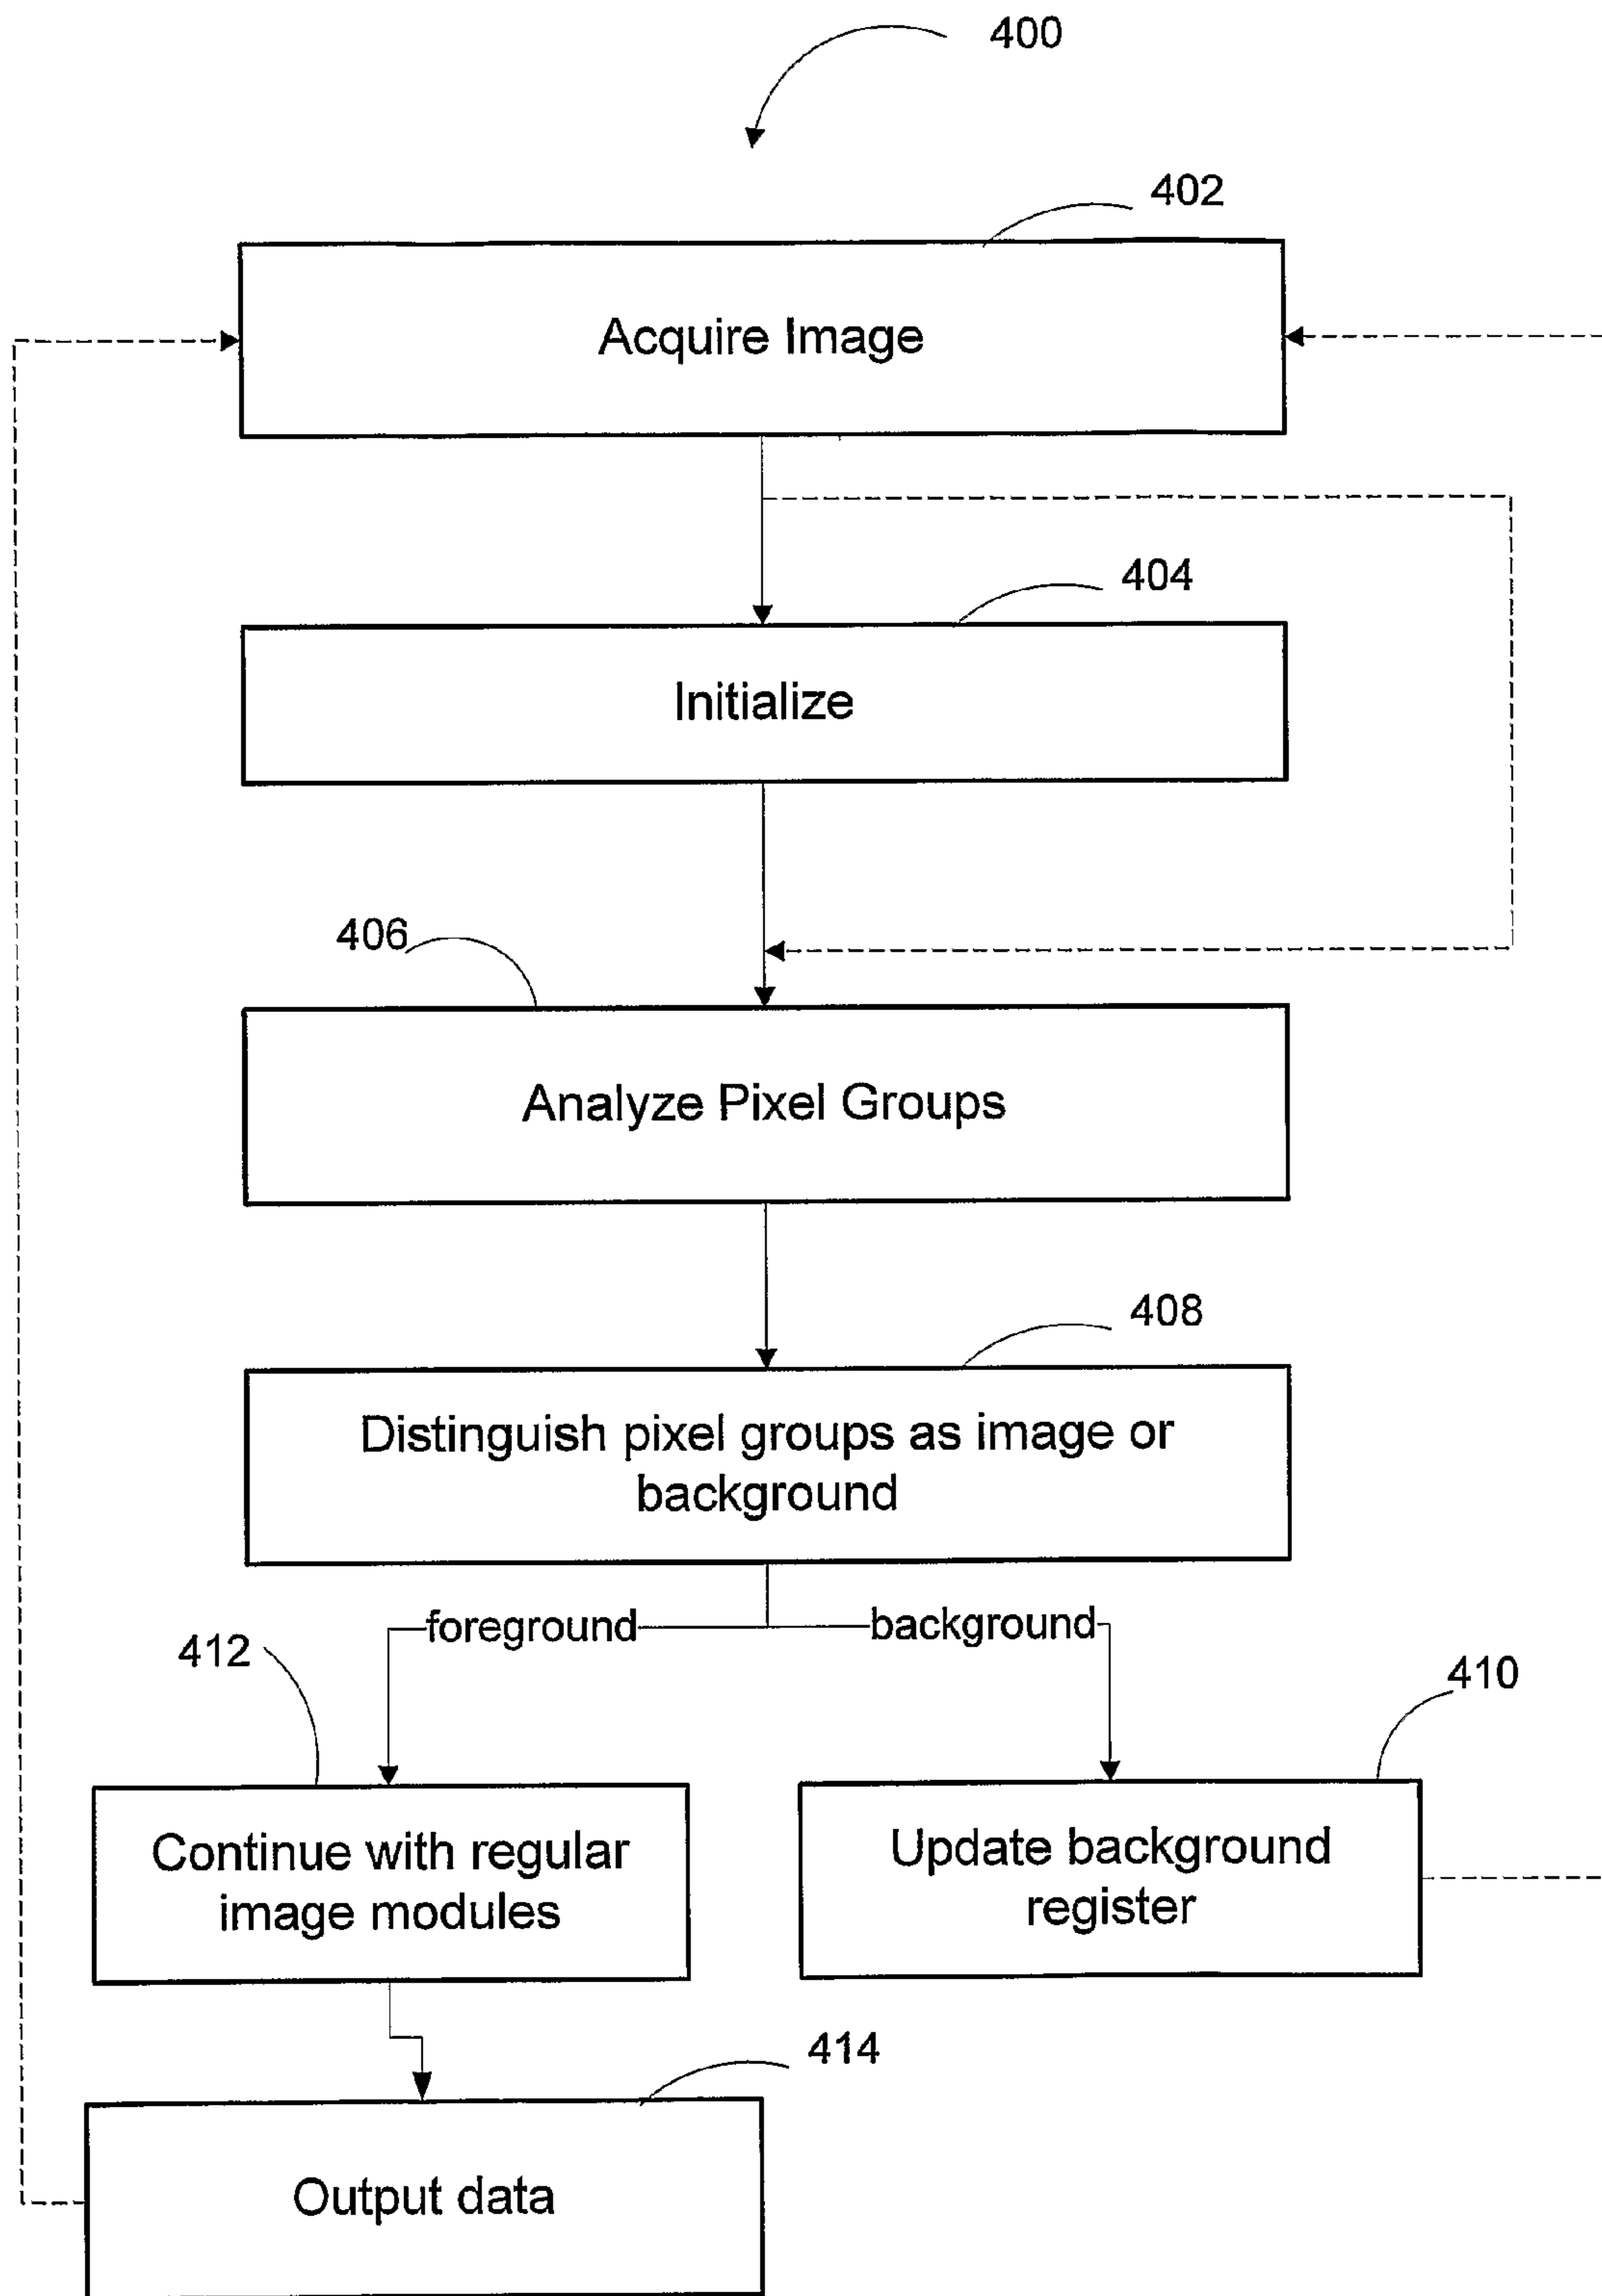 400
402
Acquire Image
404
Initialize
406
Analyze Pixel Groups
408
Distinguish pixel groups as image or
background
foreground
background
412
410
Continue with regular
image modules
Update background
register
414
Output data